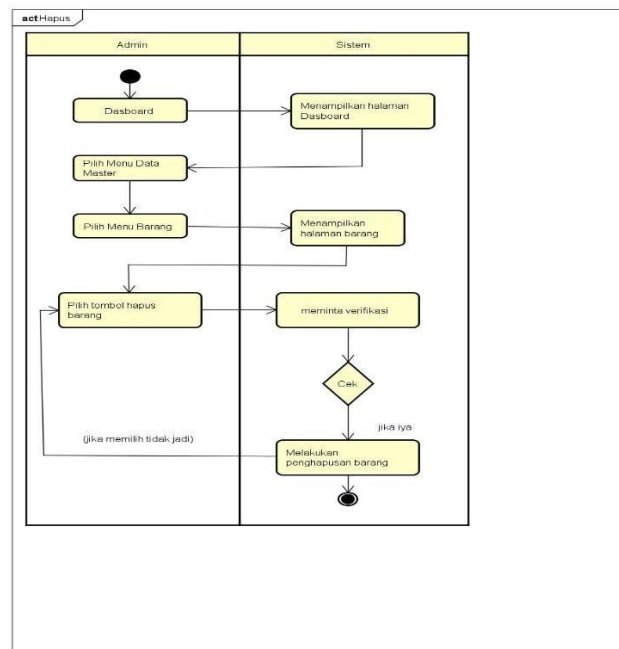 act Hapus
Admin
Sistem
Dasboard
Menampilkan halaman
Dasboard
Pilih Menu Data
Master
Pilih Menu Barang
Menampilkan
halaman barang
Pilih tombol hapus
barang
meminta verifikasi
Cek
jika iya
(jika memilih tidak jadi)
Melakukan
penghapusan barang